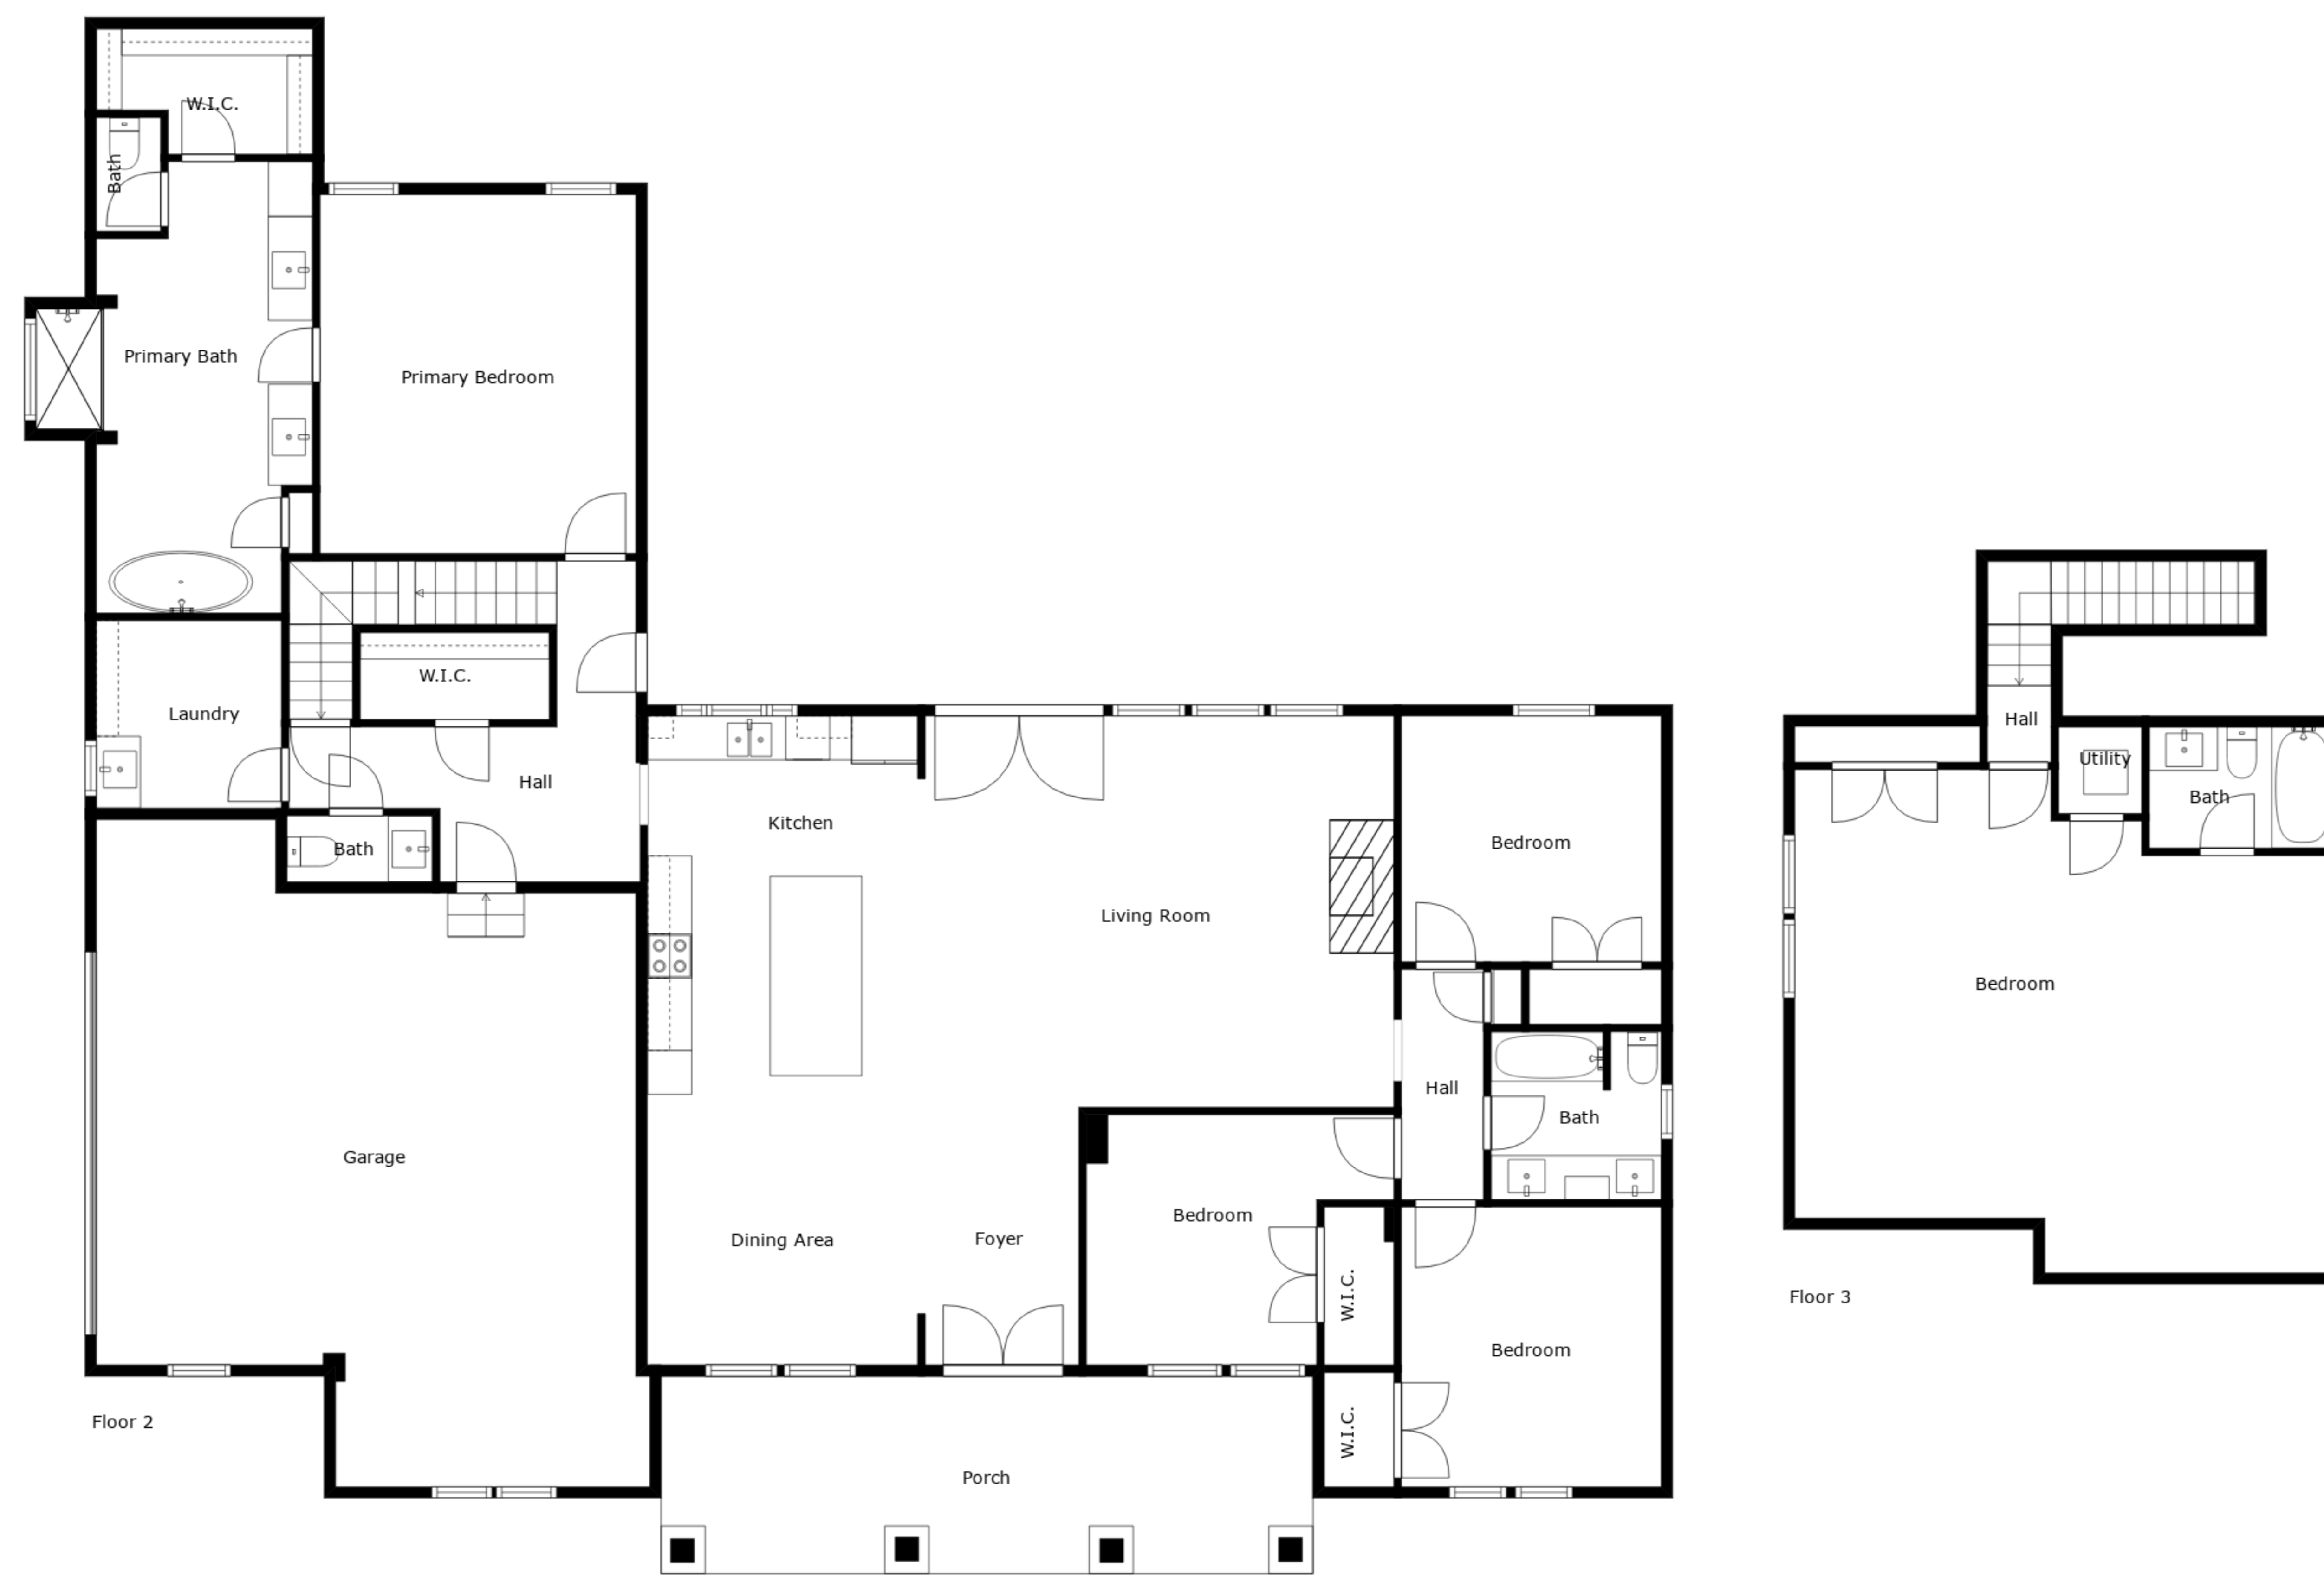 W.I.C.
Bath
Primary Bath
Primary Bedroom
W.I.C.
Laundry
Hall
Bath
Kitchen
Living Room
Bedroom
Hall
Bath
Garage
Dining Area
Foyer
Bedroom
W.I.C.
Bedroom
W.I.C.
Porch
Floor 2
Hall
Utility
Bath
Bedroom
Floor 3